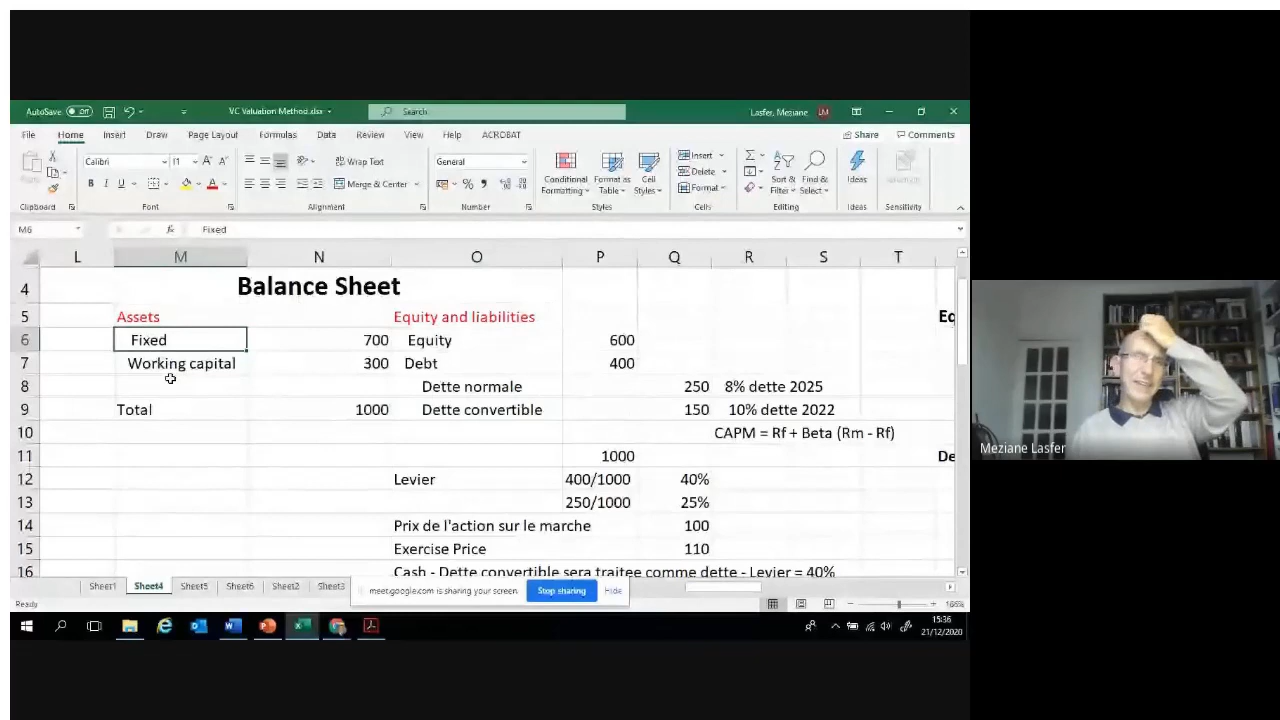 AutoSave Off VC Valuation Method.xlsx Search Lasfer, Meziane LM
File Home Insert Draw Page Layout Formulas Data Review View Help ACROBAT Share Comments
Calibri 11 A A Wrap Text General Conditional Formatting Format as Table Cell Styles Insert Delete Format Sort & Filter Find & Select Ideas
B I U Merge & Center
Clipboard Font Alignment Number Styles Cells Editing Ideas Sensitivity
M6 fx Fixed
L M N O P Q R S T
4 Balance Sheet
5 Assets Equity and liabilities
6 Fixed 700 Equity 600
7 Working capital 300 Debt 400
8 Dette normale 250 8% dette 2025
9 Total 1000 Dette convertible 150 10% dette 2022
10 CAPM = Rf + Beta (Rm - Rf)
11 1000 De
12 Levier 400/1000 40%
13 250/1000 25%
14 Prix de l'action sur le marche 100
15 Exercise Price 110
16 Cash - Dette convertible sera traitee comme dette - Levier = 40%
Sheet1 Sheet4 Sheet5 Sheet6 Sheet2 Sheet3
meet.google.com is sharing your screen. Stop sharing Hide
Ready
15:36
21/12/2020
Meziane Lasfer